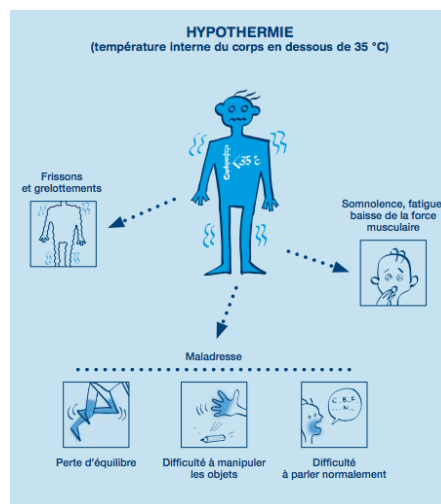 HYPOTHERMIE
(température interne du corps en dessous de 35 °C)
<35 °c
Frissons
et grelottements
Somnolence, fatigue
baisse de la force
musculaire
Maladresse
Perte d'équilibre
Difficulté à manipuler
les objets
Difficulté
à parler normalement